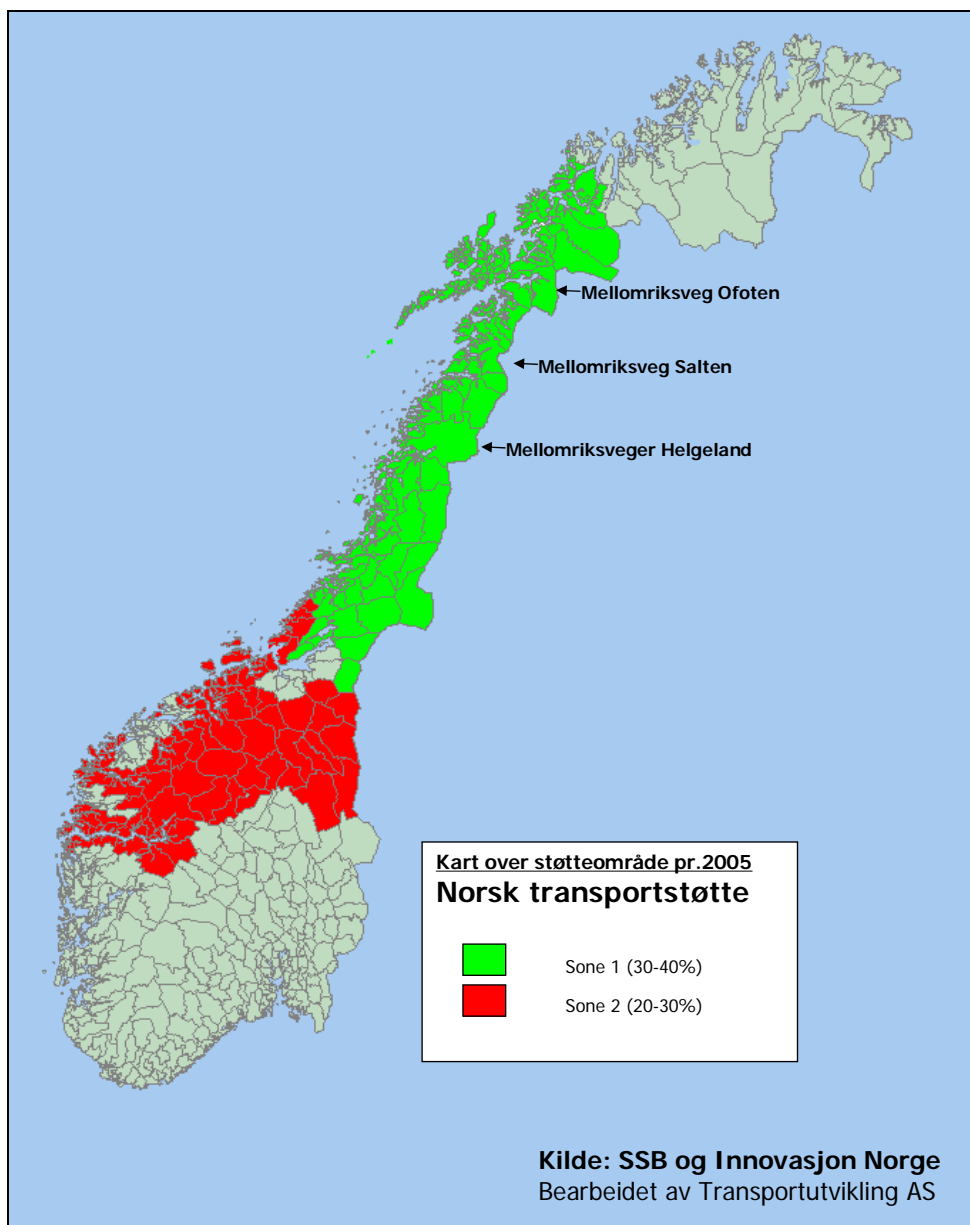 Mellomriksveg Ofoten
Mellomriksveg Salten
Mellomriksveger Helgeland
Kart over støtteområde pr.2005
Norsk transportstøtte
Sone 1 (30-40%)
Sone 2 (20-30%)
Kilde: SSB og Innovasjon Norge
Bearbeidet av Transportutvikling AS